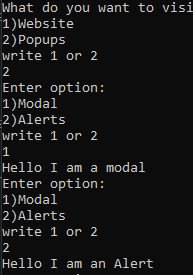 What do you want to visi
1)Website
2)Popups
write 1 or 2
2
Enter option:
1)Modal
2)Alerts
write 1 or 2
1
Hello I am a modal
Enter option:
1)Modal
2)Alerts
write 1 or 2
2
Hello I am an Alert